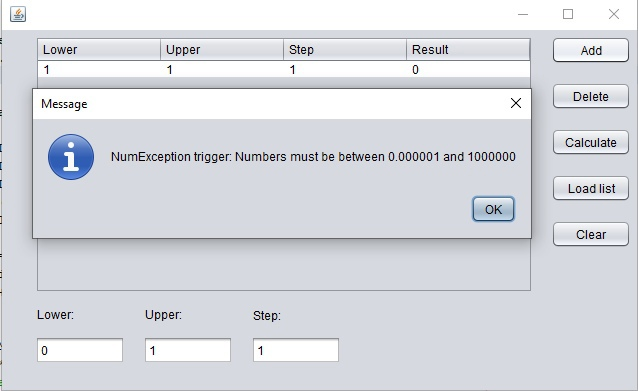 Lower Upper Step Result
1 1 1 0
Message
NumException trigger: Numbers must be between 0.000001 and 1000000
OK
Add
Delete
Calculate
Load list
Clear
Lower: Upper: Step:
0 1 1